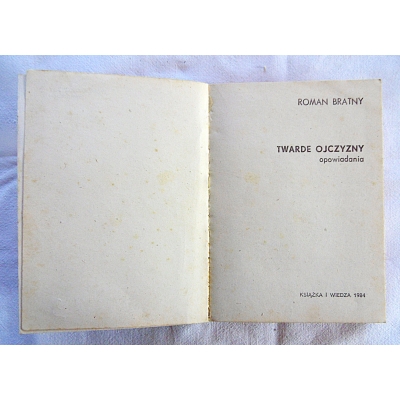 ROMAN BRATNY
TWARDE OJCZYZNY
opowiadania
KSIĄŻKA I WIEDZA 1984